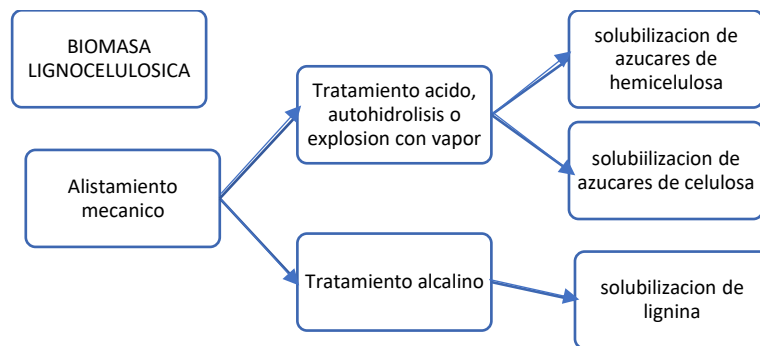 BIOMASA
LIGNOCELULOSICA
Alistamiento
mecanico
Tratamiento acido,
autohidrolisis o
explosion con vapor
Tratamiento alcalino
solubilizacion de
azucares de
hemicelulosa
solubiilizacion de
azucares de celulosa
solubilizacion de
lignina